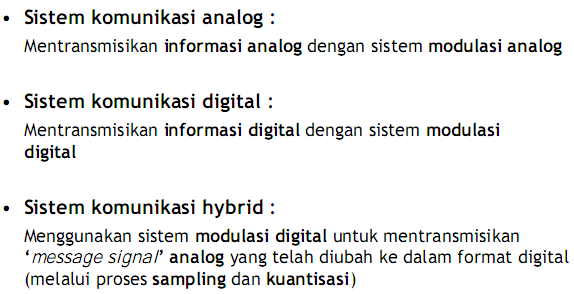 • Sistem komunikasi analog :
Mentransmisikan informasi analog dengan sistem modulasi analog
• Sistem komunikasi digital :
Mentransmisikan informasi digital dengan sistem modulasi
digital
• Sistem komunikasi hybrid :
Menggunakan sistem modulasi digital untuk mentransmisikan
‘message signal’ analog yang telah diubah ke dalam format digital
(melalui proses sampling dan kuantisasi)